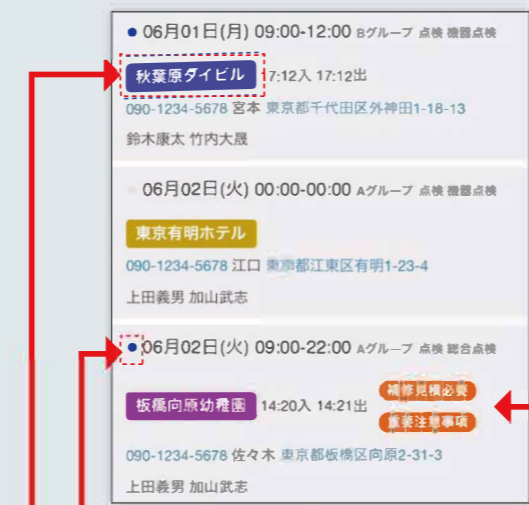 06月01日(月) 09:00-12:00 Bグループ 点検 機器点検
秋葉原ダイビル 17:12入 17:12出
090-1234-5678 宮本 東京都千代田区外神田1-18-13
鈴木康太 竹内大晟
06月02日(火) 00:00-00:00 Aグループ 点検 機器点検
東京有明ホテル
090-1234-5678 江口 東京都江東区有明1-23-4
上田義男 加山武志
06月02日(火) 09:00-22:00 Aグループ 点検 総合点検
補修見積必要
板橋向原幼稚園 14:20入 14:21出
服装注意事項
090-1234-5678 佐々木 東京都板橋区向原2-31-3
上田義男 加山武志